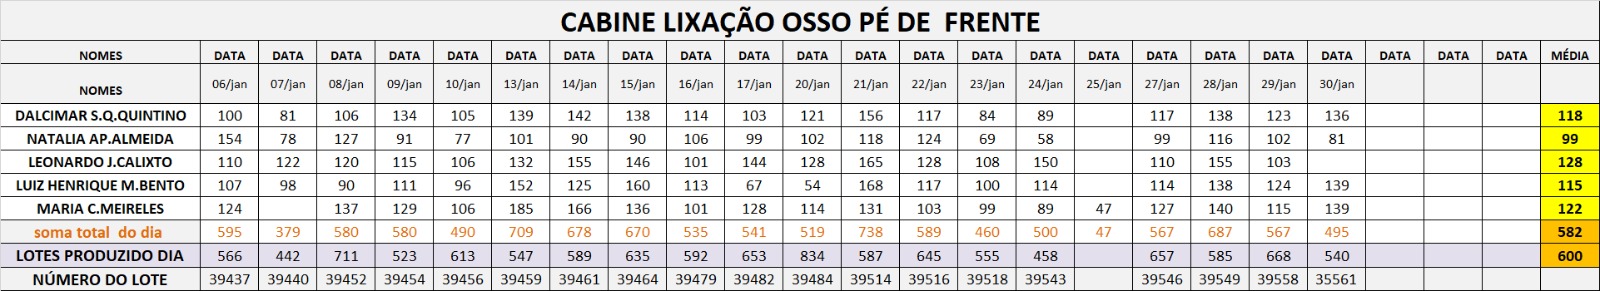 CABINE LIXAÇÃO OSSO PÉ DE FRENTE
NOMES DATA DATA DATA DATA DATA DATA DATA DATA DATA DATA DATA DATA DATA DATA DATA DATA DATA DATA DATA DATA DATA DATA DATA MÉDIA
NOMES 06/jan 07/jan 08/jan 09/jan 10/jan 13/jan 14/jan 15/jan 16/jan 17/jan 20/jan 21/jan 22/jan 23/jan 24/jan 25/jan 27/jan 28/jan 29/jan 30/jan
DALCIMAR S.Q.QUINTINO 100 81 106 134 105 139 142 138 114 103 121 156 117 84 89 117 138 123 136 118
NATALIA AP.ALMEIDA 154 78 127 91 77 101 90 90 106 99 102 118 124 69 58 99 116 102 81 99
LEONARDO J.CALIXTO 110 122 120 115 106 132 155 146 101 144 128 165 128 108 150 110 155 103 128
LUIZ HENRIQUE M.BENTO 107 98 90 111 96 152 125 160 113 67 54 168 117 100 114 114 138 124 139 115
MARIA C.MEIRELES 124 137 129 106 185 166 136 101 128 114 131 103 99 89 47 127 140 115 139 122
soma total do dia 595 379 580 580 490 709 678 670 535 541 519 738 589 460 500 47 567 687 567 495 582
LOTES PRODUZIDO DIA 566 442 711 523 613 547 589 635 592 653 834 587 645 555 458 657 585 668 540 600
NÚMERO DO LOTE 39437 39440 39452 39454 39456 39459 39461 39464 39479 39482 39484 39514 39516 39518 39543 39546 39549 39558 35561